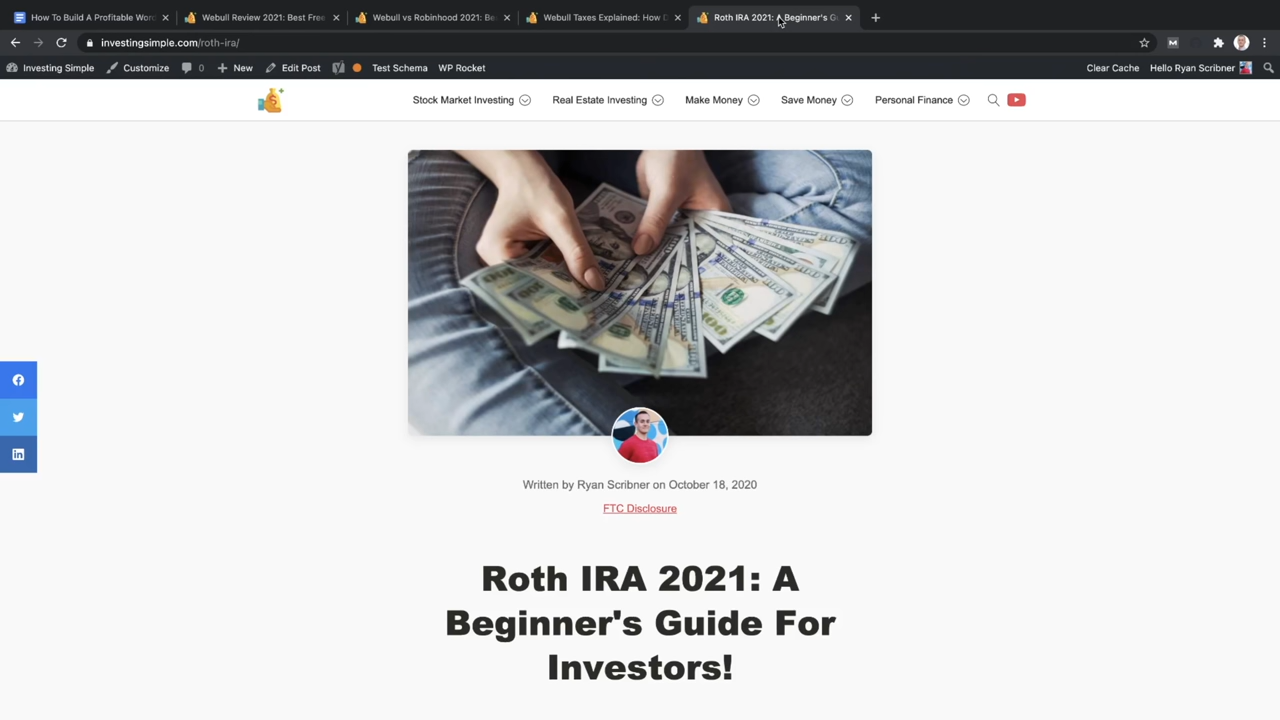 How To Build A Profitable Wor
Webull Review 2021: Best Free
Webull vs Robinhood 2021: Be
Webull Taxes Explained: How D
Roth IRA 2021: A Beginner's G
investingsimple.com/roth-ira/
Investing Simple
Customize
0
New
Edit Post
Test Schema
WP Rocket
Clear Cache
Hello Ryan Scribner
Stock Market Investing
Real Estate Investing
Make Money
Save Money
Personal Finance
Written by Ryan Scribner on October 18, 2020
FTC Disclosure
Roth IRA 2021: A
Beginner's Guide For
Investors!